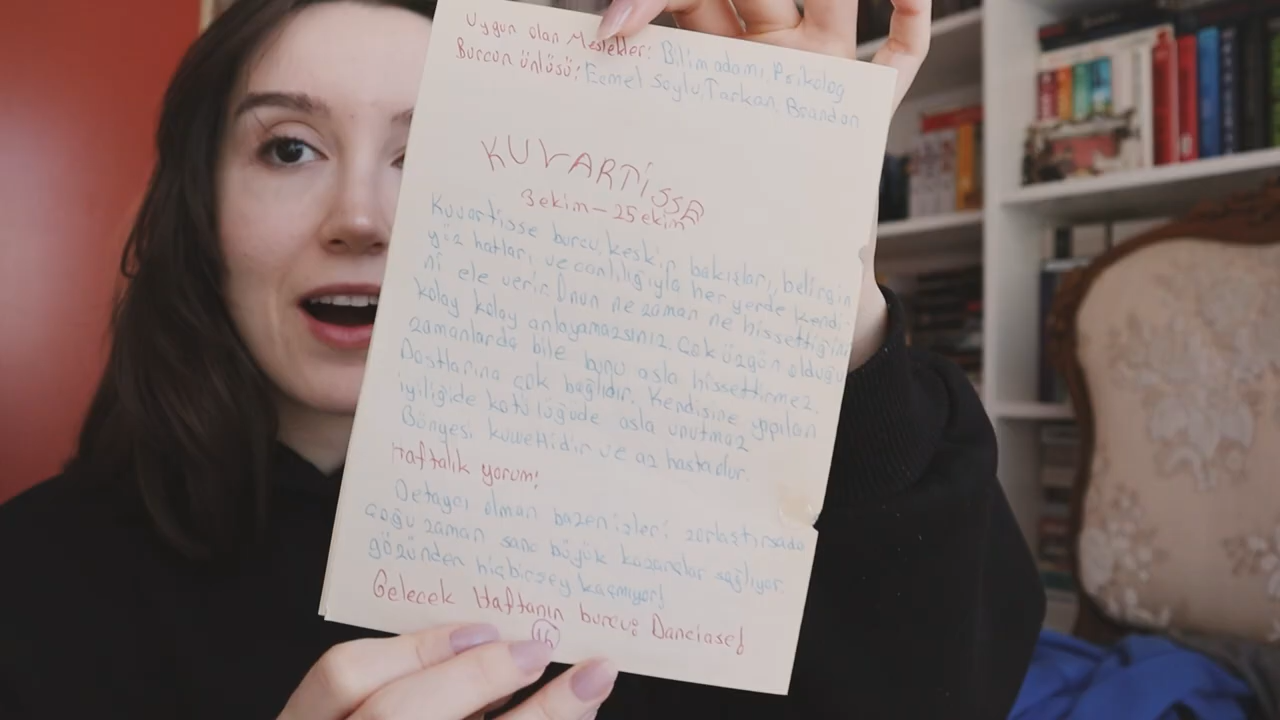 Uygun olan Meslekler: Bilim adamı, Psikolog
Burcun ünlüsü: Eemel Soylu, Tarkan, Brandon
KUVARTİSSE
3 ekim - 25 ekim
Kuvartisse burcu, keskin bakışları, belirgin
yüz hatları, ve canlılığıyla her yerde kendi-
ni ele verir. Onun ne zaman ne hissettiğini
kolay kolay anlayamazsınız. Çok üzgün olduğu
zamanlarda bile bunu asla hissettirmez.
Dostlarına çok bağlıdır. Kendisine yapılan
iyiliğide kötülüğüde asla unutmaz
Bünyesi kuvvetlidir ve az hasta olur.
Haftalık yorum!
Detaycı olman bazen işleri zorlaştırsada
çoğu zaman sana büyük kazançlar sağlıyor.
gözünden hiçbirşey kaçmıyor!
Gelecek Haftanın burcu: Danciase!